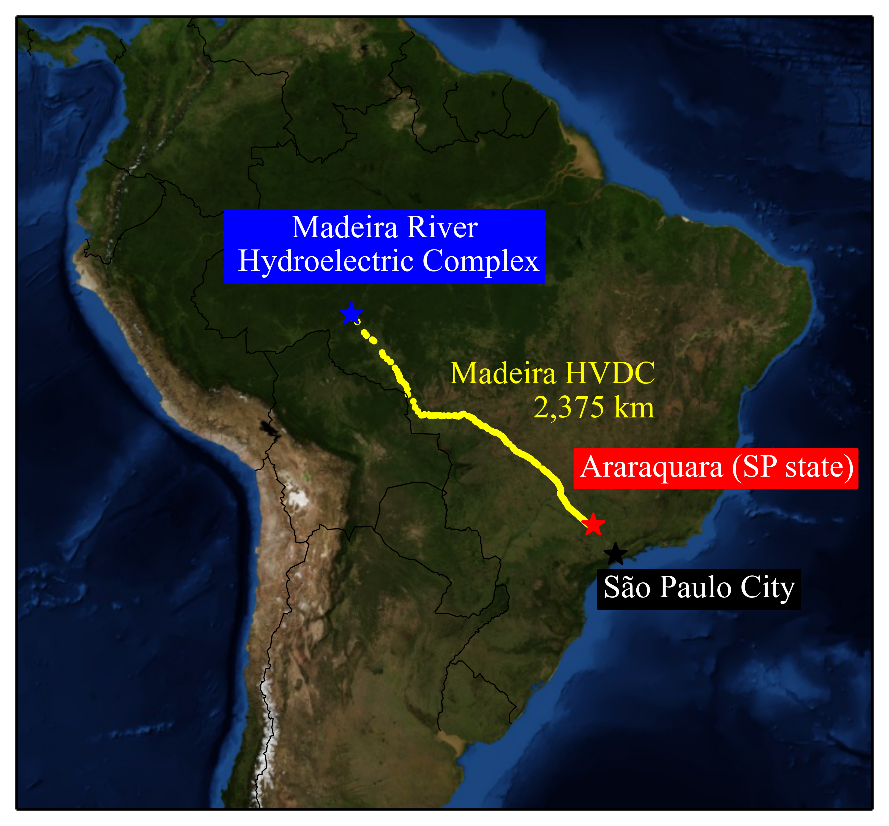 Madeira River
Hydroelectric Complex
Madeira HVDC
2,375 km
Araraquara (SP state)
São Paulo City